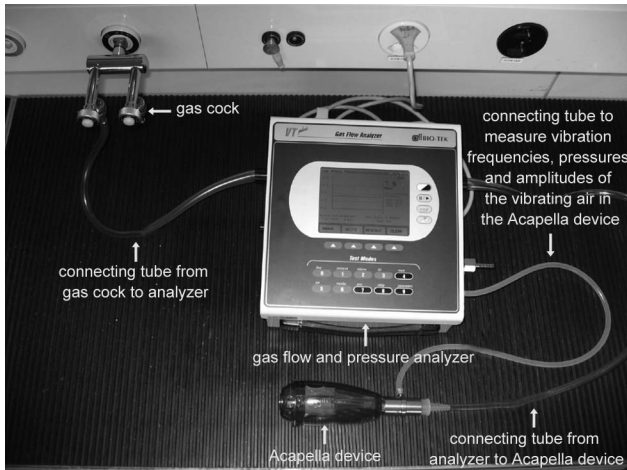 gas cock
connecting tube to
measure vibration
frequencies, pressures
and amplitudes of
the vibrating air in
the Acapella device
VT plus Gas Flow Analyzer BIO-TEK
Test Modes
connecting tube from
gas cock to analyzer
gas flow and pressure analyzer
Acapella device
connecting tube from
analyzer to Acapella device